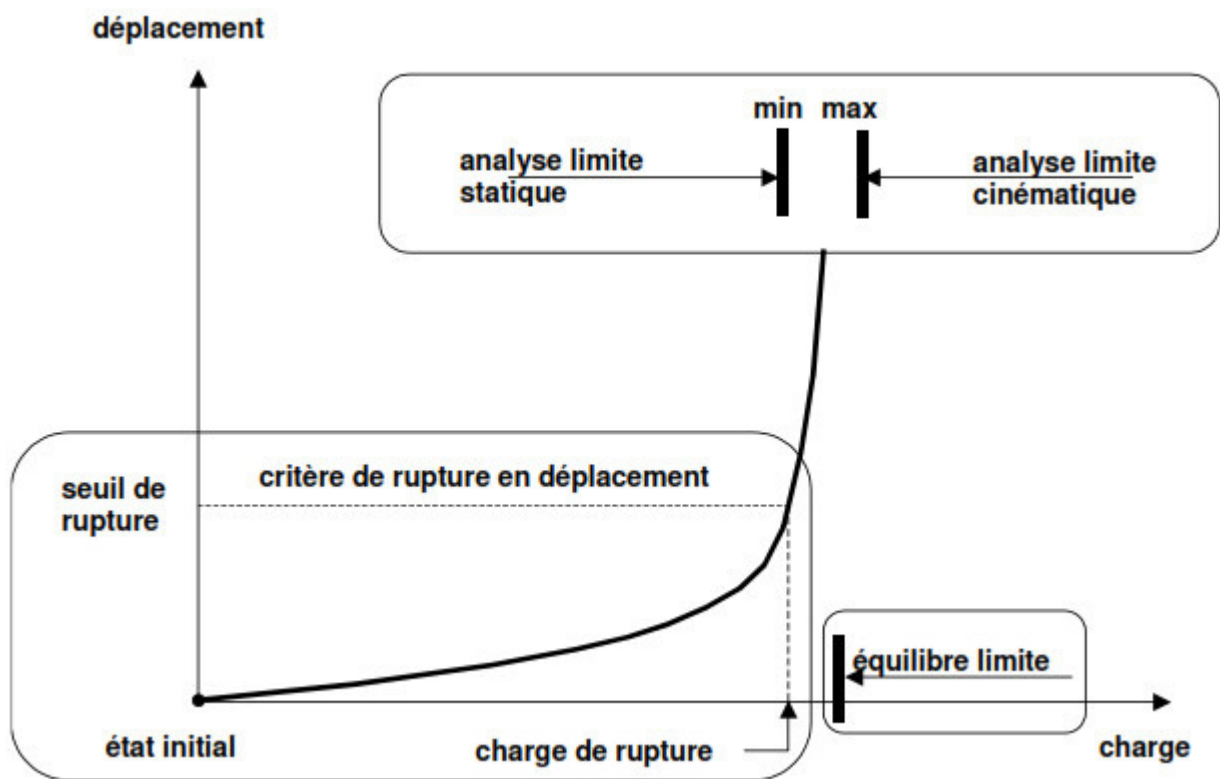 déplacement
min max
analyse limite
statique
analyse limite
cinématique
critère de rupture en déplacement
seuil de
rupture
équilibre limite
état initial
charge de rupture
charge